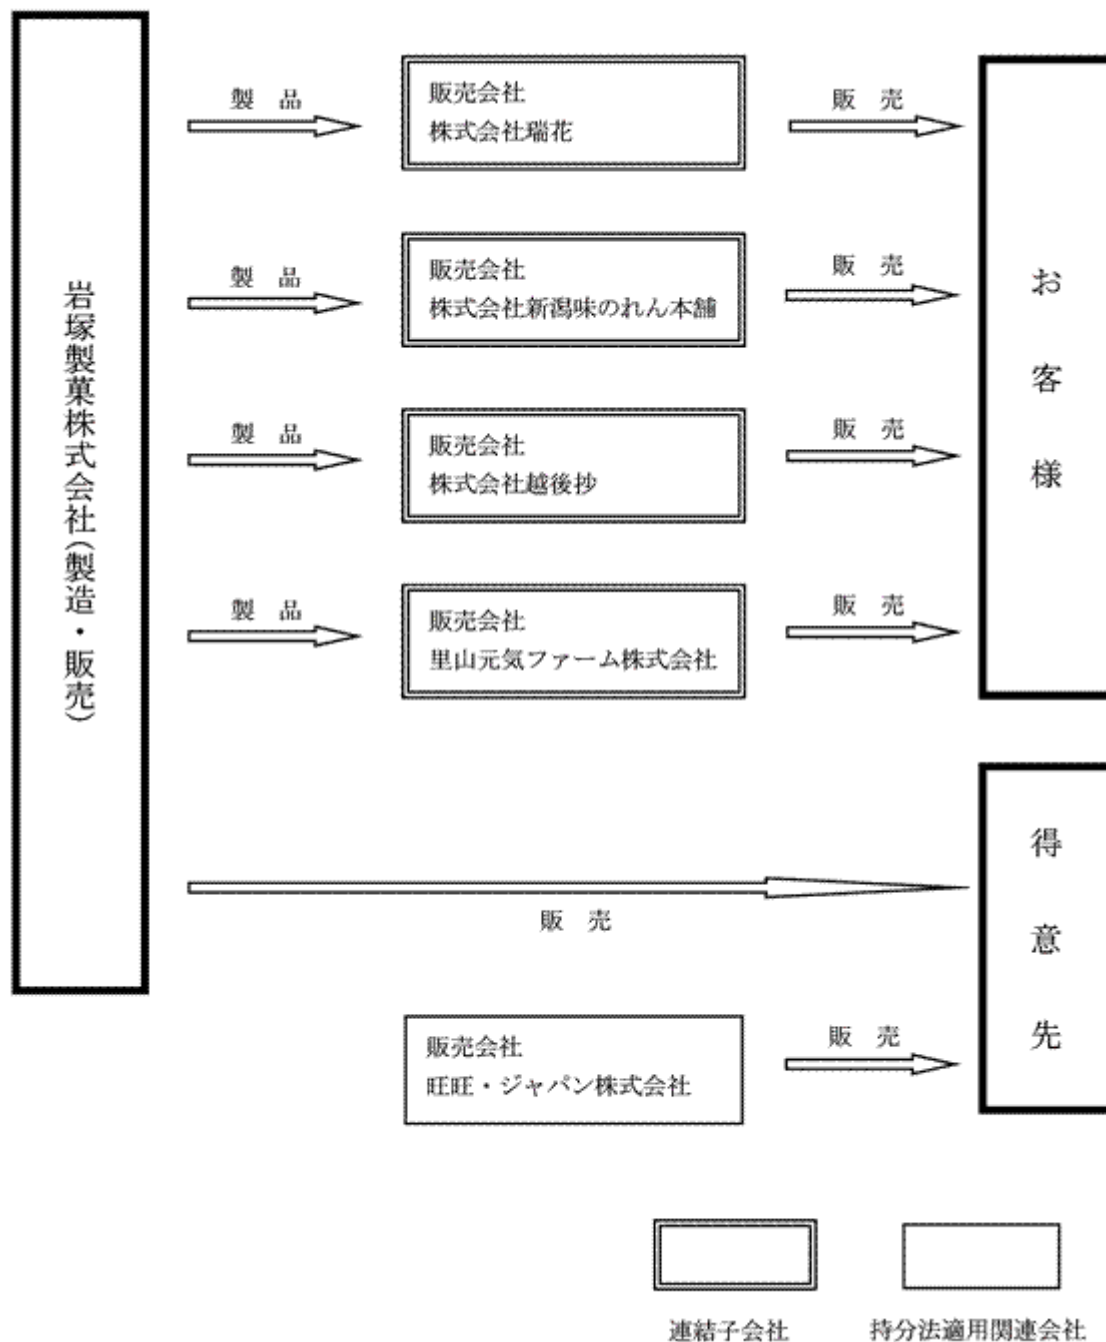 岩塚製菓株式会社(製造・販売)
製　品
販売会社
株式会社瑞花
販　売
製　品
販売会社
株式会社新潟味のれん本舗
販　売
製　品
販売会社
株式会社越後抄
販　売
製　品
販売会社
里山元気ファーム株式会社
販　売
お客様
販　売
販売会社
旺旺・ジャパン株式会社
販　売
得意先
連結子会社
持分法適用関連会社